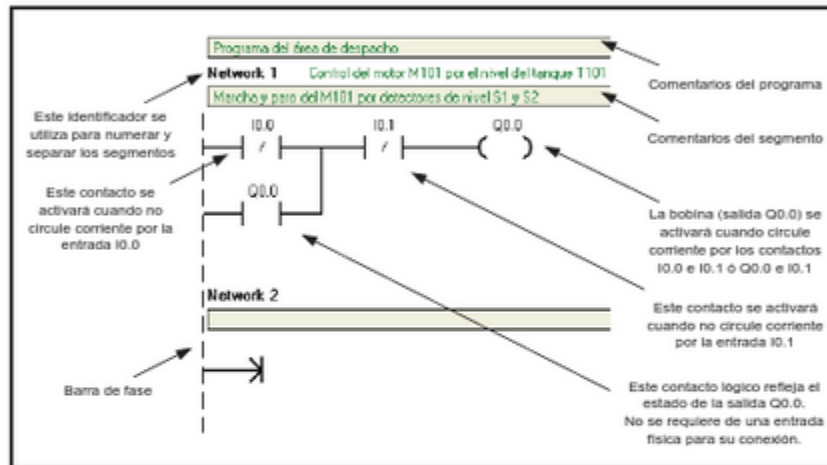 Programa del área de despacho
Network 1 Control del motor M101 por el nivel del tanque T101
Marcha y paro del M101 por detectores de nivel S1 y S2
Comentarios del programa
Comentarios del segmento
Este identificador se
utiliza para numerar y
separar los segmentos
I0.0 I0.1 Q0.0
Este contacto se
activará cuando no
circule corriente por la
entrada I0.0
Q0.0
La bobina (salida Q0.0) se
activará cuando circule
corriente por los contactos
I0.0 e I0.1 ó Q0.0 e I0.1
Network 2
Este contacto se activará
cuando no circule corriente
por la entrada I0.1
Barra de fase
Este contacto lógico refleja el
estado de la salida Q0.0.
No se requiere de una entrada
física para su conexión.